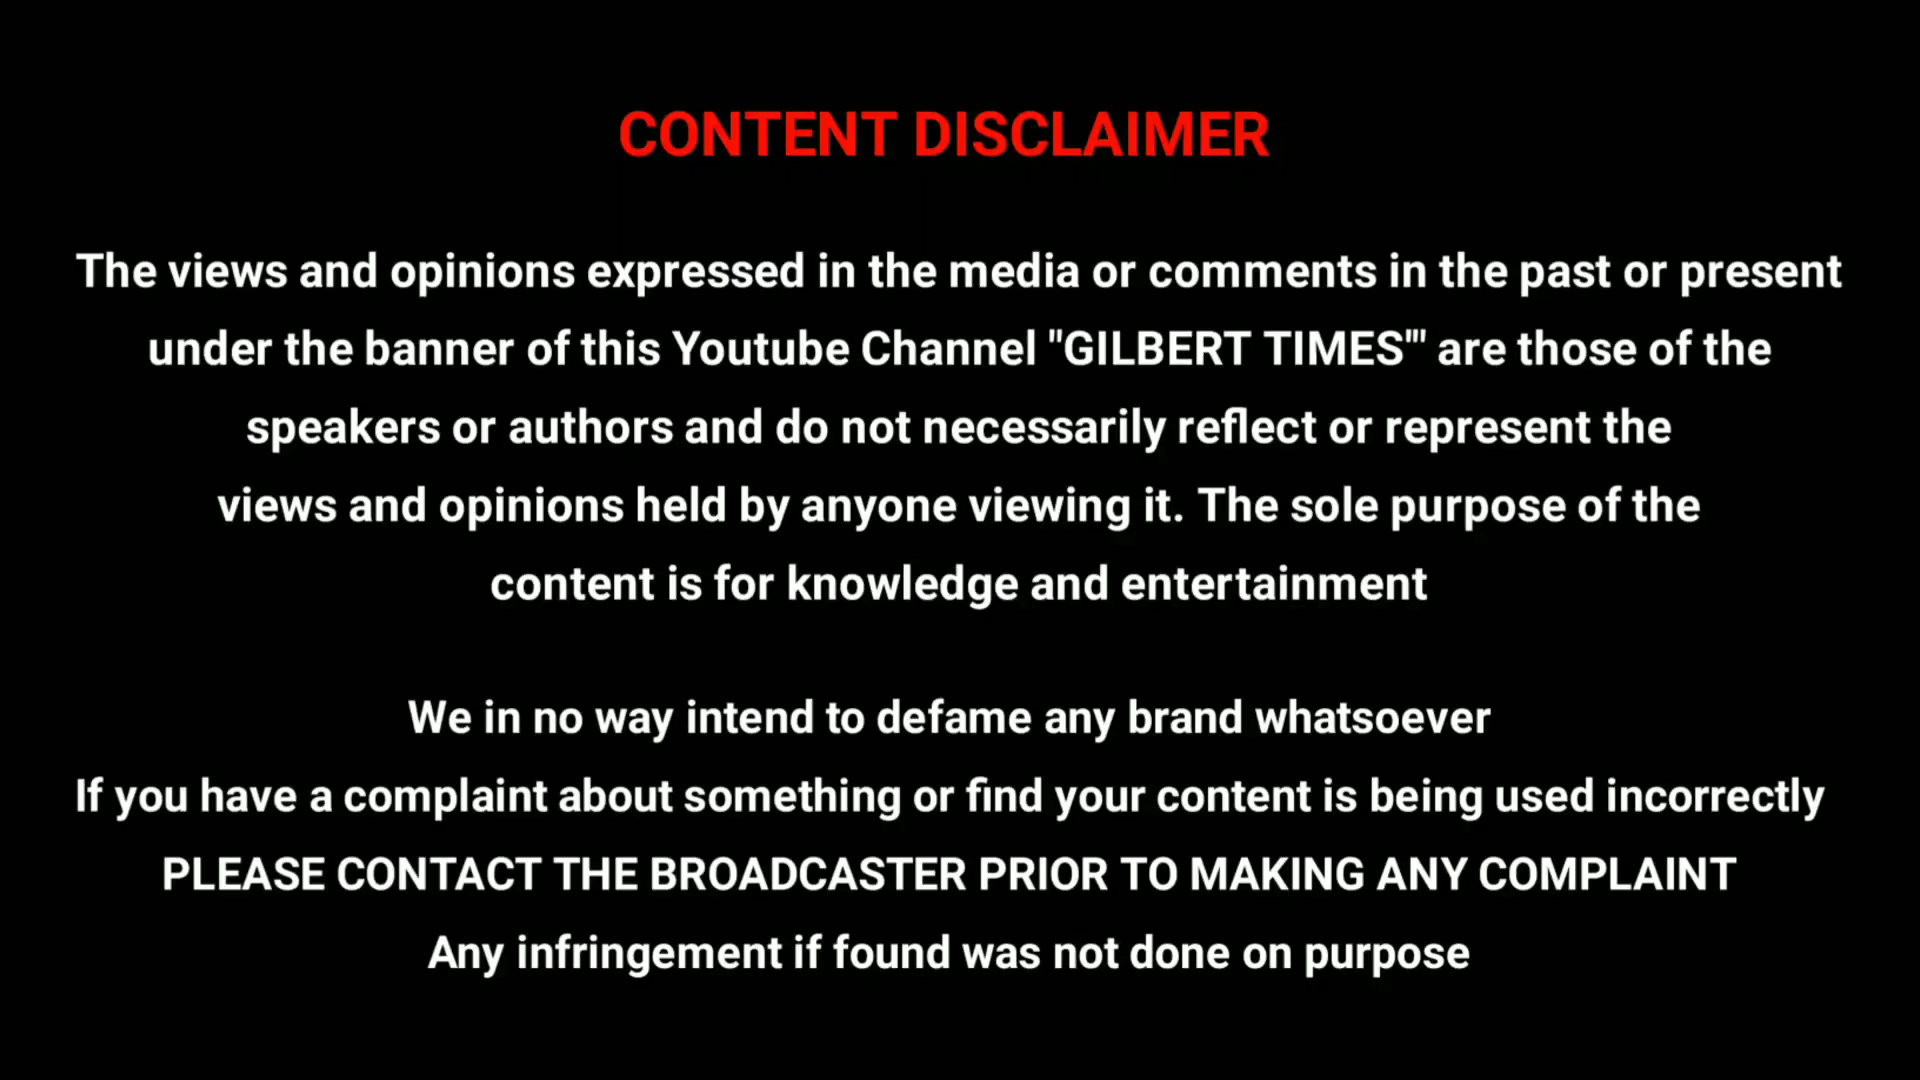 CONTENT DISCLAIMER
The views and opinions expressed in the media or comments in the past or present
under the banner of this Youtube Channel "GILBERT TIMES"' are those of the
speakers or authors and do not necessarily reflect or represent the
views and opinions held by anyone viewing it. The sole purpose of the
content is for knowledge and entertainment
We in no way intend to defame any brand whatsoever
If you have a complaint about something or find your content is being used incorrectly
PLEASE CONTACT THE BROADCASTER PRIOR TO MAKING ANY COMPLAINT
Any infringement if found was not done on purpose